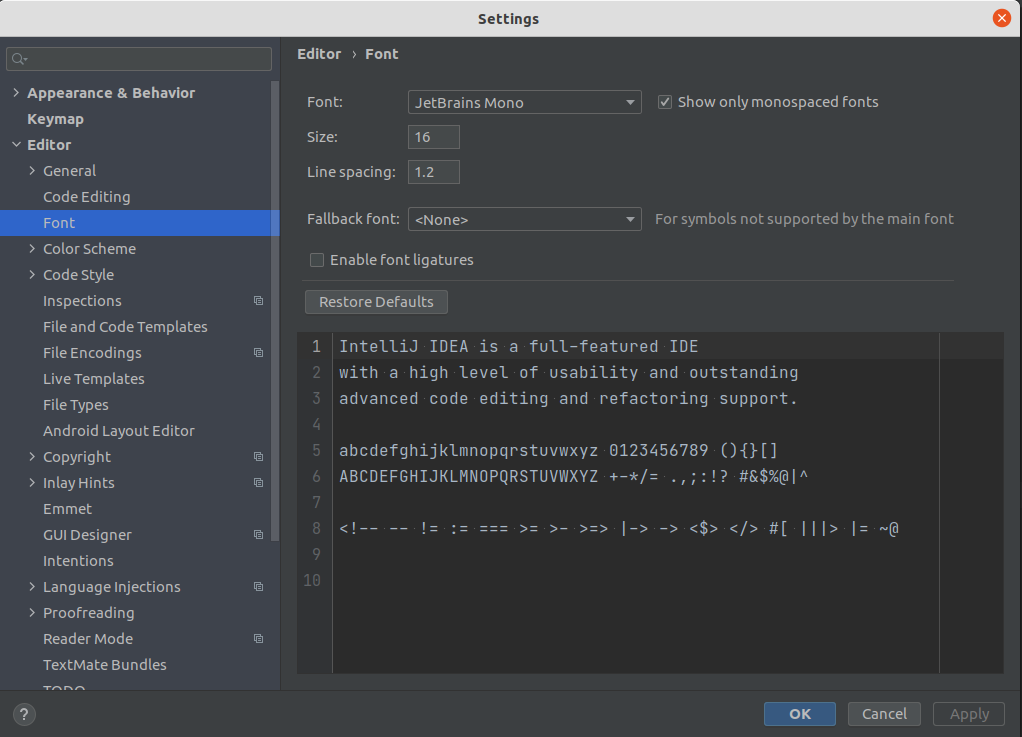 Settings
Appearance & Behavior
Keymap
Editor
General
Code Editing
Font
Color Scheme
Code Style
Inspections
File and Code Templates
File Encodings
Live Templates
File Types
Android Layout Editor
Copyright
Inlay Hints
Emmet
GUI Designer
Intentions
Language Injections
Proofreading
Reader Mode
TextMate Bundles
TODO
Editor › Font
Font: JetBrains Mono Show only monospaced fonts
Size: 16
Line spacing: 1.2
Fallback font: <None> For symbols not supported by the main font
Enable font ligatures
Restore Defaults
1 IntelliJ IDEA is a full-featured IDE
2 with a high level of usability and outstanding
3 advanced code editing and refactoring support.
4
5 abcdefghijklmnopqrstuvwxyz 0123456789 (){}[]
6 ABCDEFGHIJKLMNOPQRSTUVWXYZ +-*/= .,;:!? #&$%@|^
7
8 <!-- -- != := === >= >- >=> |-> -> <$> </> #[ |||> |= ~@
9
10
? OK Cancel Apply